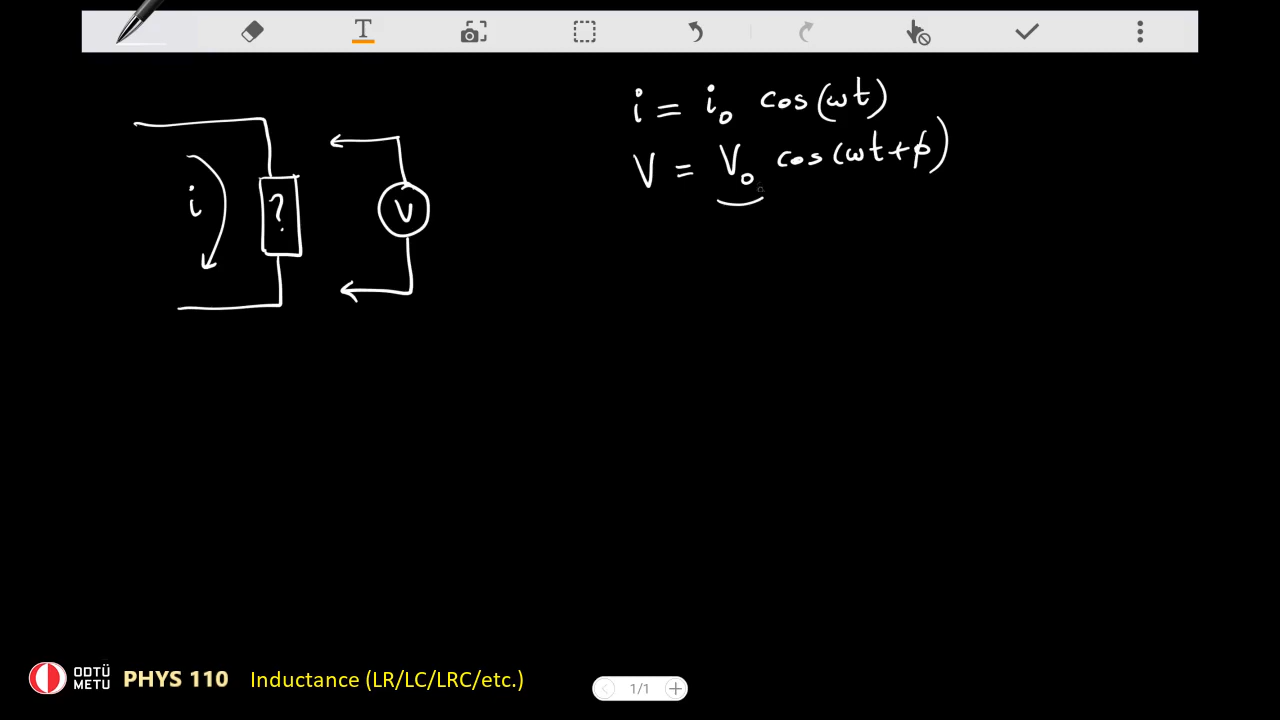 T
i = i₀ cos(ωt)
V = V₀ cos(ωt+ϕ)
i
?
V
ODTÜ
METU
PHYS 110
Inductance (LR/LC/LRC/etc.)
1/1